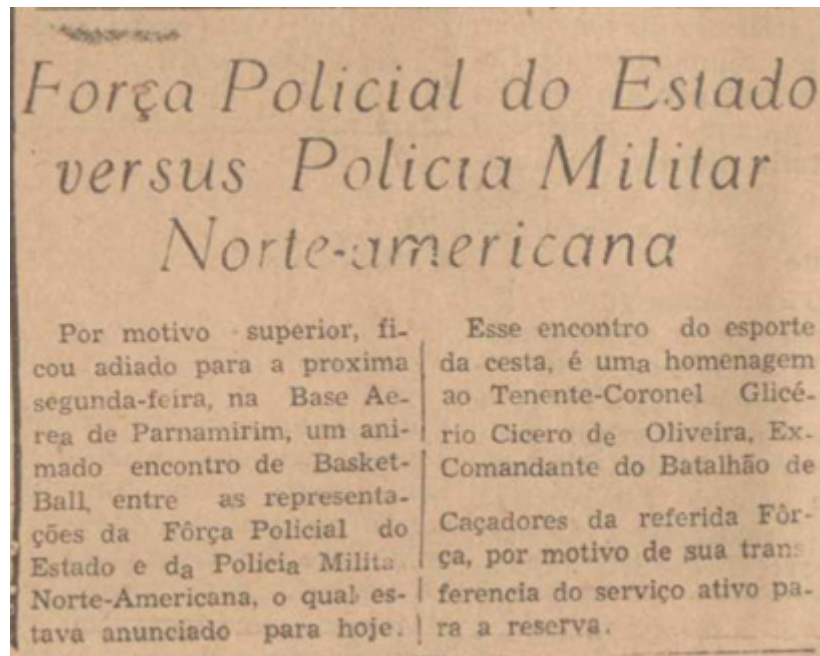 Força Policial do Estado
versus Policia Militar
Norte-americana
Por motivo superior, fi-
cou adiado para a proxima
segunda-feira, na Base Ae-
rea de Parnamirim, um ani-
mado encontro de Basket-
Ball, entre as representa-
ções da Fôrça Policial do
Estado e da Policia Milita
Norte-Americana, o qual es-
tava anunciado para hoje.
Esse encontro do esporte
da cesta, é uma homenagem
ao Tenente-Coronel Glicé-
rio Cicero de Oliveira, Ex-
Comandante do Batalhão de
Caçadores da referida Fôr-
ça, por motivo de sua trans
ferencia do serviço ativo pa-
ra a reserva.